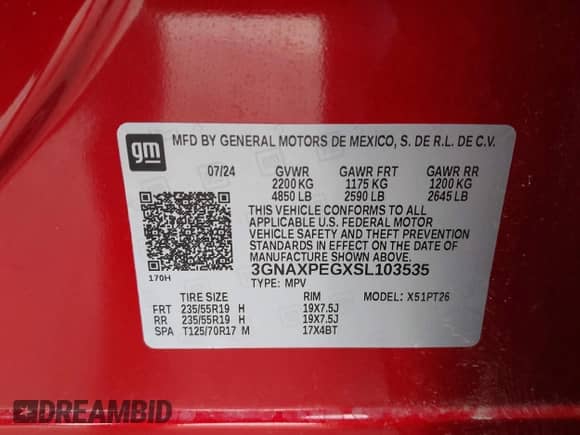 gm
MFD BY GENERAL MOTORS DE MEXICO, S. DE R.L. DE C.V.
07/24 GVWR GAWR FRT GAWR RR
2200 KG 1175 KG 1200 KG
4850 LB 2590 LB 2645 LB
THIS VEHICLE CONFORMS TO ALL
APPLICABLE U.S. FEDERAL MOTOR
VEHICLE SAFETY AND THEFT PREVENTION
STANDARDS IN EFFECT ON THE DATE OF
MANUFACTURE SHOWN ABOVE.
3GNAXPEGXSL103535
170H
TYPE: MPV
TIRE SIZE RIM MODEL: X51PT26
FRT 235/55R19 H 19X7.5J
RR 235/55R19 H 19X7.5J
SPA T125/70R17 M 17X4BT
DREAMBID